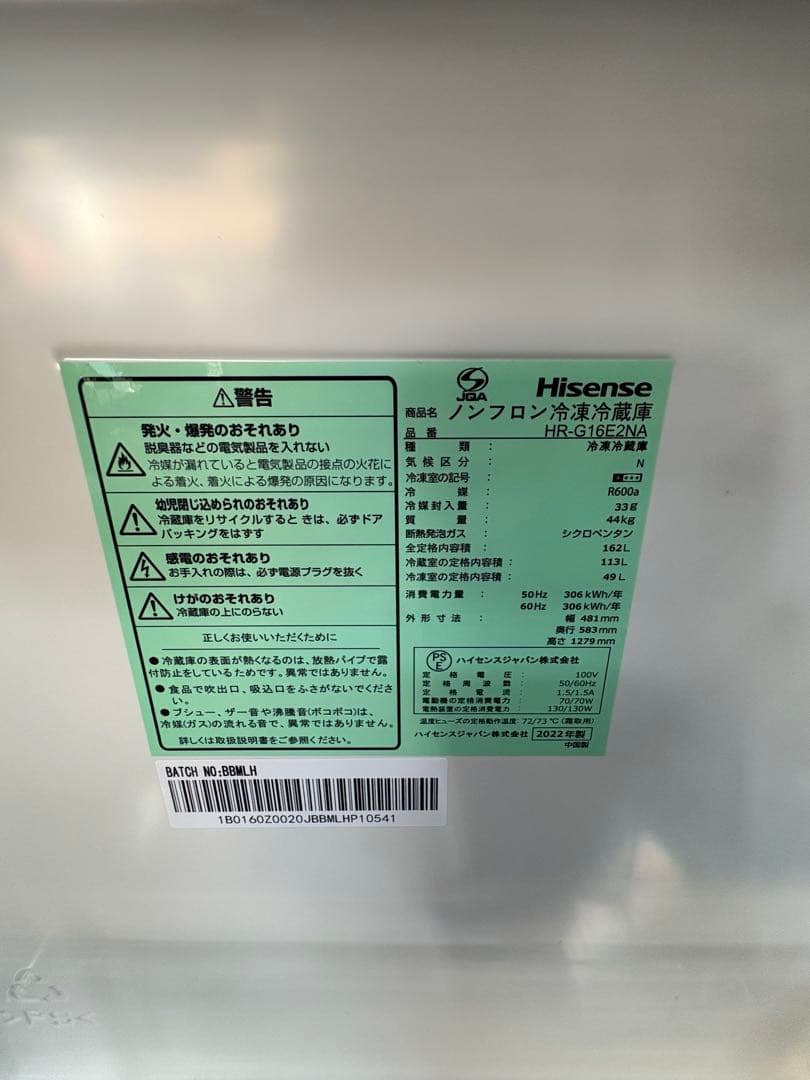 ⚠警告
発火・爆発のおそれあり
脱臭器などの電気製品を入れない
冷媒が漏れていると電気製品の接点の火花に
よる着火、着火による爆発の原因になります。
幼児閉じ込められのおそれあり
冷蔵庫をリサイクルすると きは、必ずドア
パッキングをはずす
感電のおそれあり
お手入れの際は、必ず電源プラグを抜く
けがのおそれあり
冷蔵庫の上にのらない
正しくお使いいただくために
●冷蔵庫の表面が熱くなるのは、放熱パイプで露
付防止をしているためです。異常ではありません。
●食品で吹出口、吸込口をふさがないでくださ
い。
●ブシュー、ザー音や沸騰音(ボコボコ)は、
冷媒(ガス)の流れる音で、異常ではありません。
詳しくは取扱説明書をご参照ください。
JQA
Hisense
商品名 ノンフロン冷凍冷蔵庫
品番 HR-G16E2NA
種類: 冷凍冷蔵庫
気候区分: N
冷凍室の記号:
冷媒: R600a
冷媒封入量: 33g
質量: 44kg
断熱発泡ガス: シクロペンタン
全定格内容積: 162L
冷蔵室の定格内容積: 113L
冷凍室の定格内容積: 49L
消費電力量: 50Hz 306kWh/年
60Hz 306kWh/年
外形寸法: 幅 481mm
奥行 583mm
高さ 1279mm
PSE ハイセンスジャパン株式会社
定格電圧: 100V
定格周波数: 50/60Hz
定格電流: 1.5/1.5A
電動機の定格消費電力: 70/70W
電熱装置の定格消費電力: 130/130W
温度ヒューズの定格動作温度: 72/73℃(霜取用)
ハイセンスジャパン株式会社 2022年製
中国製
BATCH NO:BBMLH
1B0160Z0020JBBMLHP10541
>PS<